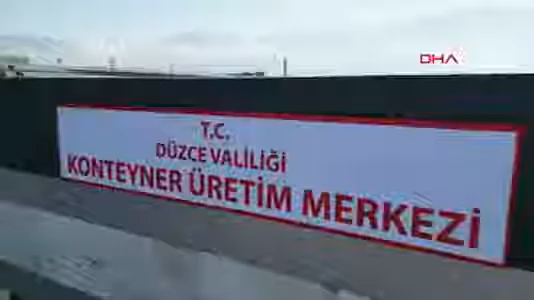 DHA
T.C.
DÜZCE VALİLİĞİ
KONTEYNER ÜRETİM MERKEZİ